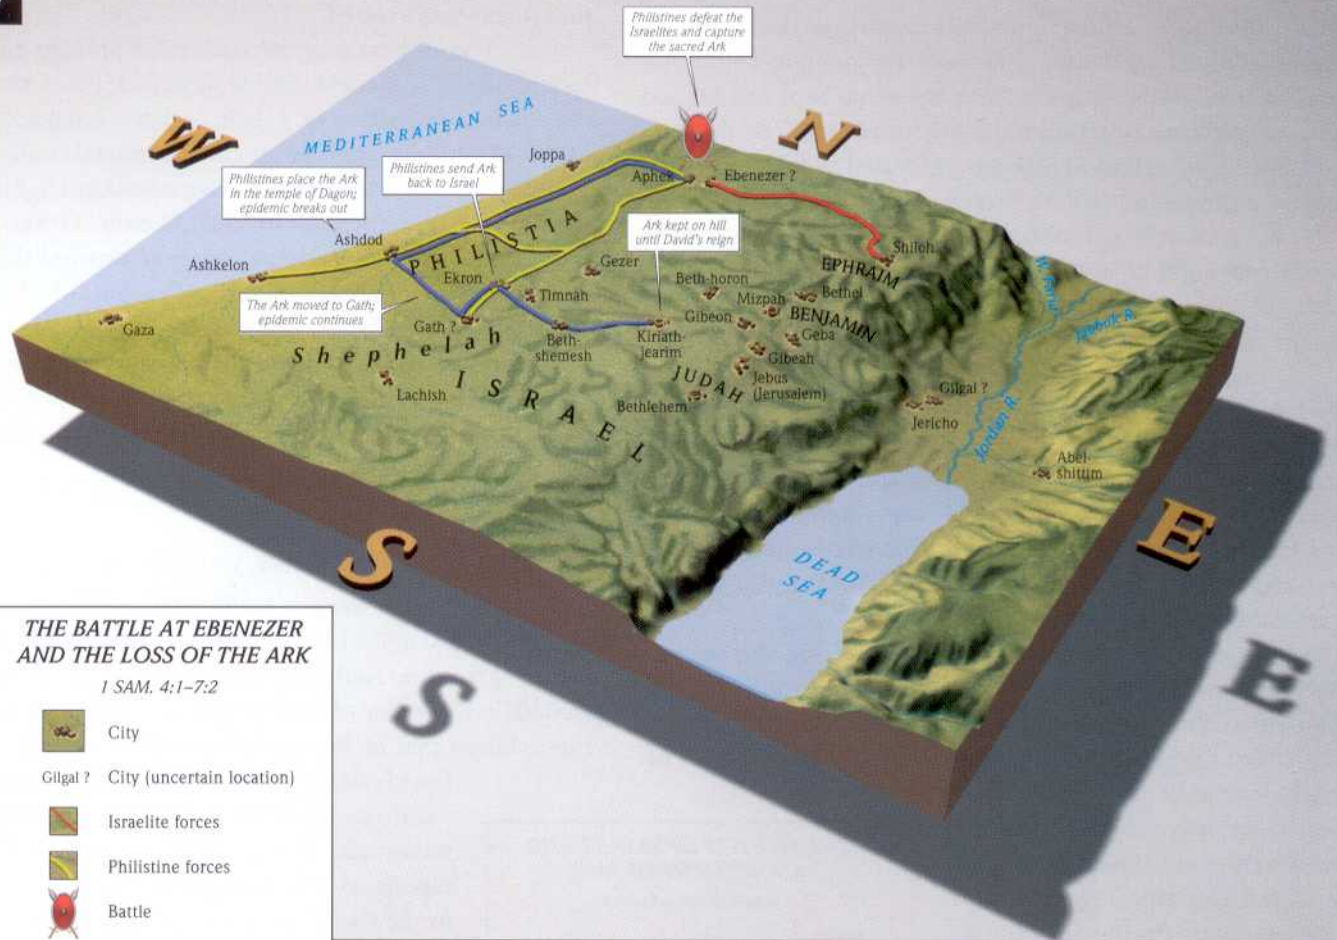 Philistines defeat the
Israelites and capture
the sacred Ark
W
N
MEDITERRANEAN SEA
Joppa
Philistines place the Ark
in the temple of Dagon;
epidemic breaks out
Philistines send Ark
back to Israel
Aphek
Ebenezer ?
Ark kept on hill
until David's reign
Ashdod
PHILISTIA
Shiloh
Ashkelon
Ekron
Gezer
EPHRAIM
Beth-horon
Bethel
Timnah
Mizpah
The Ark moved to Gath;
epidemic continues
Gaza
Gath ?
Gibeon
BENJAMIN
Beth-
shemesh
Kiriath-
Jearim
Geba
Gibeah
Shephelah
Jabbok R.
Lachish
ISRAEL
JUDAH
Jebus
(Jerusalem)
Bethlehem
Gilgal ?
Jericho
Jordan R.
Abel-
shittim
S
E
DEAD
SEA
S
E
THE BATTLE AT EBENEZER
AND THE LOSS OF THE ARK
1 SAM. 4:1–7:2
City
Gilgal ? City (uncertain location)
Israelite forces
Philistine forces
Battle